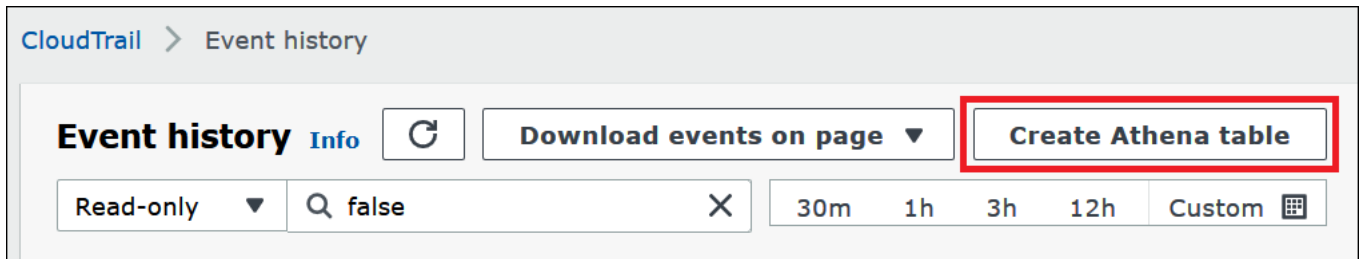 CloudTrail > Event history
Event history Info Download events on page ▼ Create Athena table
Read-only ▼ false 30m 1h 3h 12h Custom